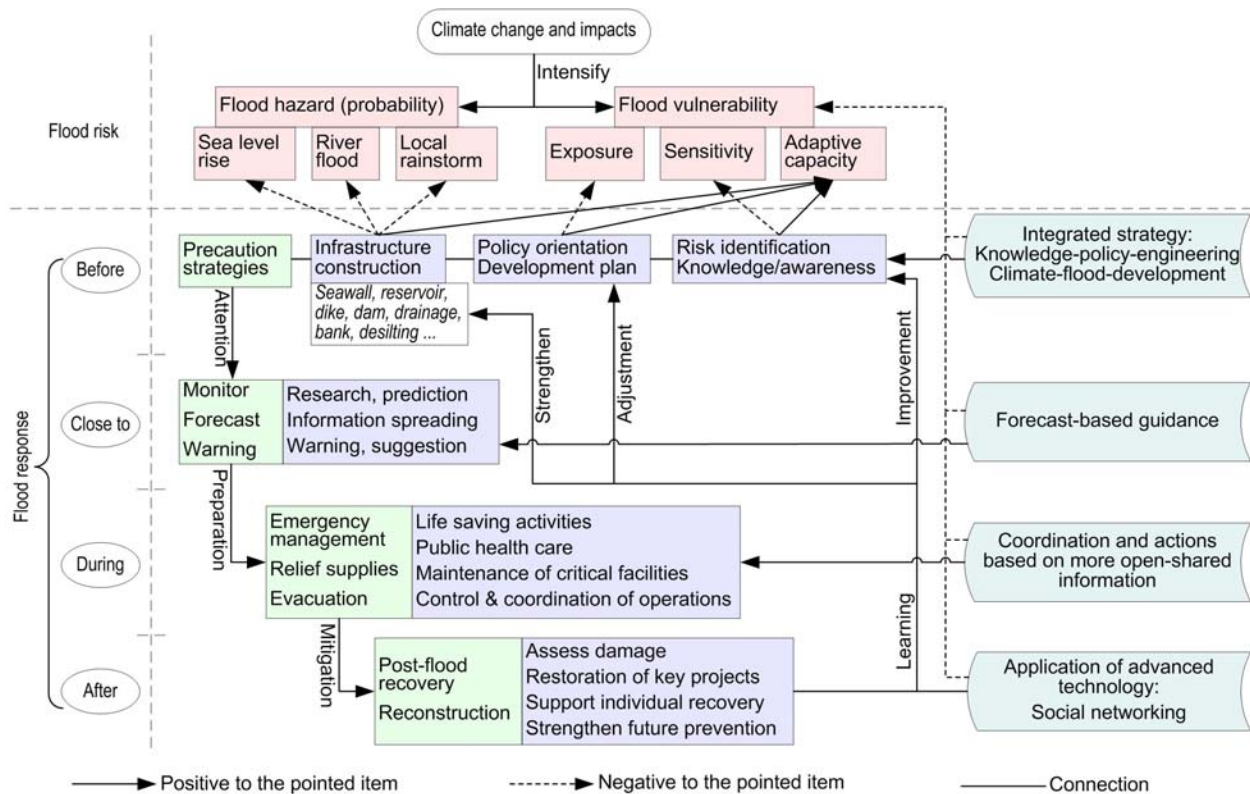 Climate change and impacts
Intensify
Flood hazard (probability)
Flood vulnerability
Flood risk
Sea level
rise
River
flood
Local
rainstorm
Exposure
Sensitivity
Adaptive
capacity
Flood response
Before
Precaution
strategies
Infrastructure
construction
Seawall, reservoir,
dike, dam, drainage,
bank, desilting ...
Policy orientation
Development plan
Risk identification
Knowledge/awareness
Integrated strategy:
Knowledge-policy-engineering
Climate-flood-development
Attention
Strengthen
Adjustment
Improvement
Close to
Monitor
Forecast
Warning
Research, prediction
Information spreading
Warning, suggestion
Forecast-based guidance
Preparation
During
Emergency
management
Relief supplies
Evacuation
Life saving activities
Public health care
Maintenance of critical facilities
Control & coordination of operations
Coordination and actions
based on more open-shared
information
Mitigation
Learning
After
Post-flood
recovery
Reconstruction
Assess damage
Restoration of key projects
Support individual recovery
Strengthen future prevention
Application of advanced
technology:
Social networking
Positive to the pointed item
Negative to the pointed item
Connection